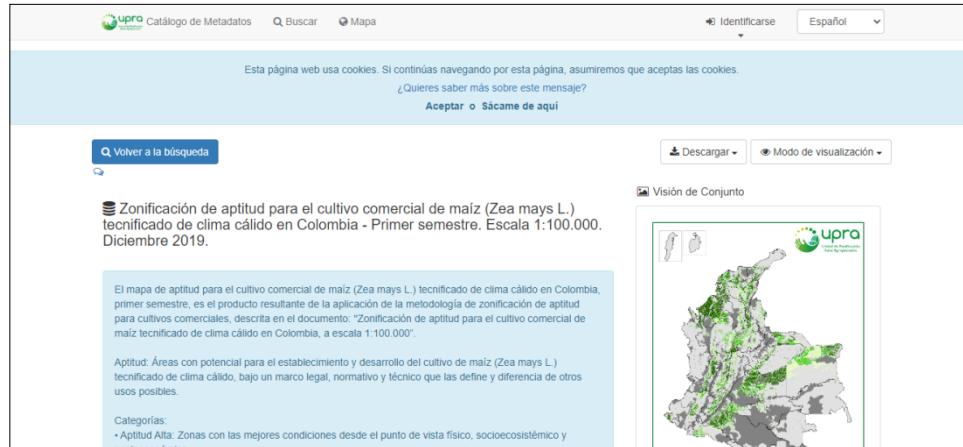 upra Catálogo de Metadatos Buscar Mapa Identificarse Español
Esta página web usa cookies. Si continúas navegando por esta página, asumiremos que aceptas las cookies.
¿Quieres saber más sobre este mensaje?
Aceptar o Sácame de aquí
Volver a la búsqueda Descargar Modo de visualización
Zonificación de aptitud para el cultivo comercial de maíz (Zea mays L.)
tecnificado de clima cálido en Colombia - Primer semestre. Escala 1:100.000.
Diciembre 2019.
El mapa de aptitud para el cultivo comercial de maíz (Zea mays L.) tecnificado de clima cálido en Colombia,
primer semestre, es el producto resultante de la aplicación de la metodología de zonificación de aptitud
para cultivos comerciales, descrita en el documento: "Zonificación de aptitud para el cultivo comercial de
maíz tecnificado de clima cálido en Colombia, a escala 1:100.000".
Aptitud: Áreas con potencial para el establecimiento y desarrollo del cultivo de maíz (Zea mays L.)
tecnificado de clima cálido, bajo un marco legal, normativo y técnico que las define y diferencia de otros
usos posibles.
Categorías:
• Aptitud Alta: Zonas con las mejores condiciones desde el punto de vista físico, socioecosistémico y
Visión de Conjunto
upra